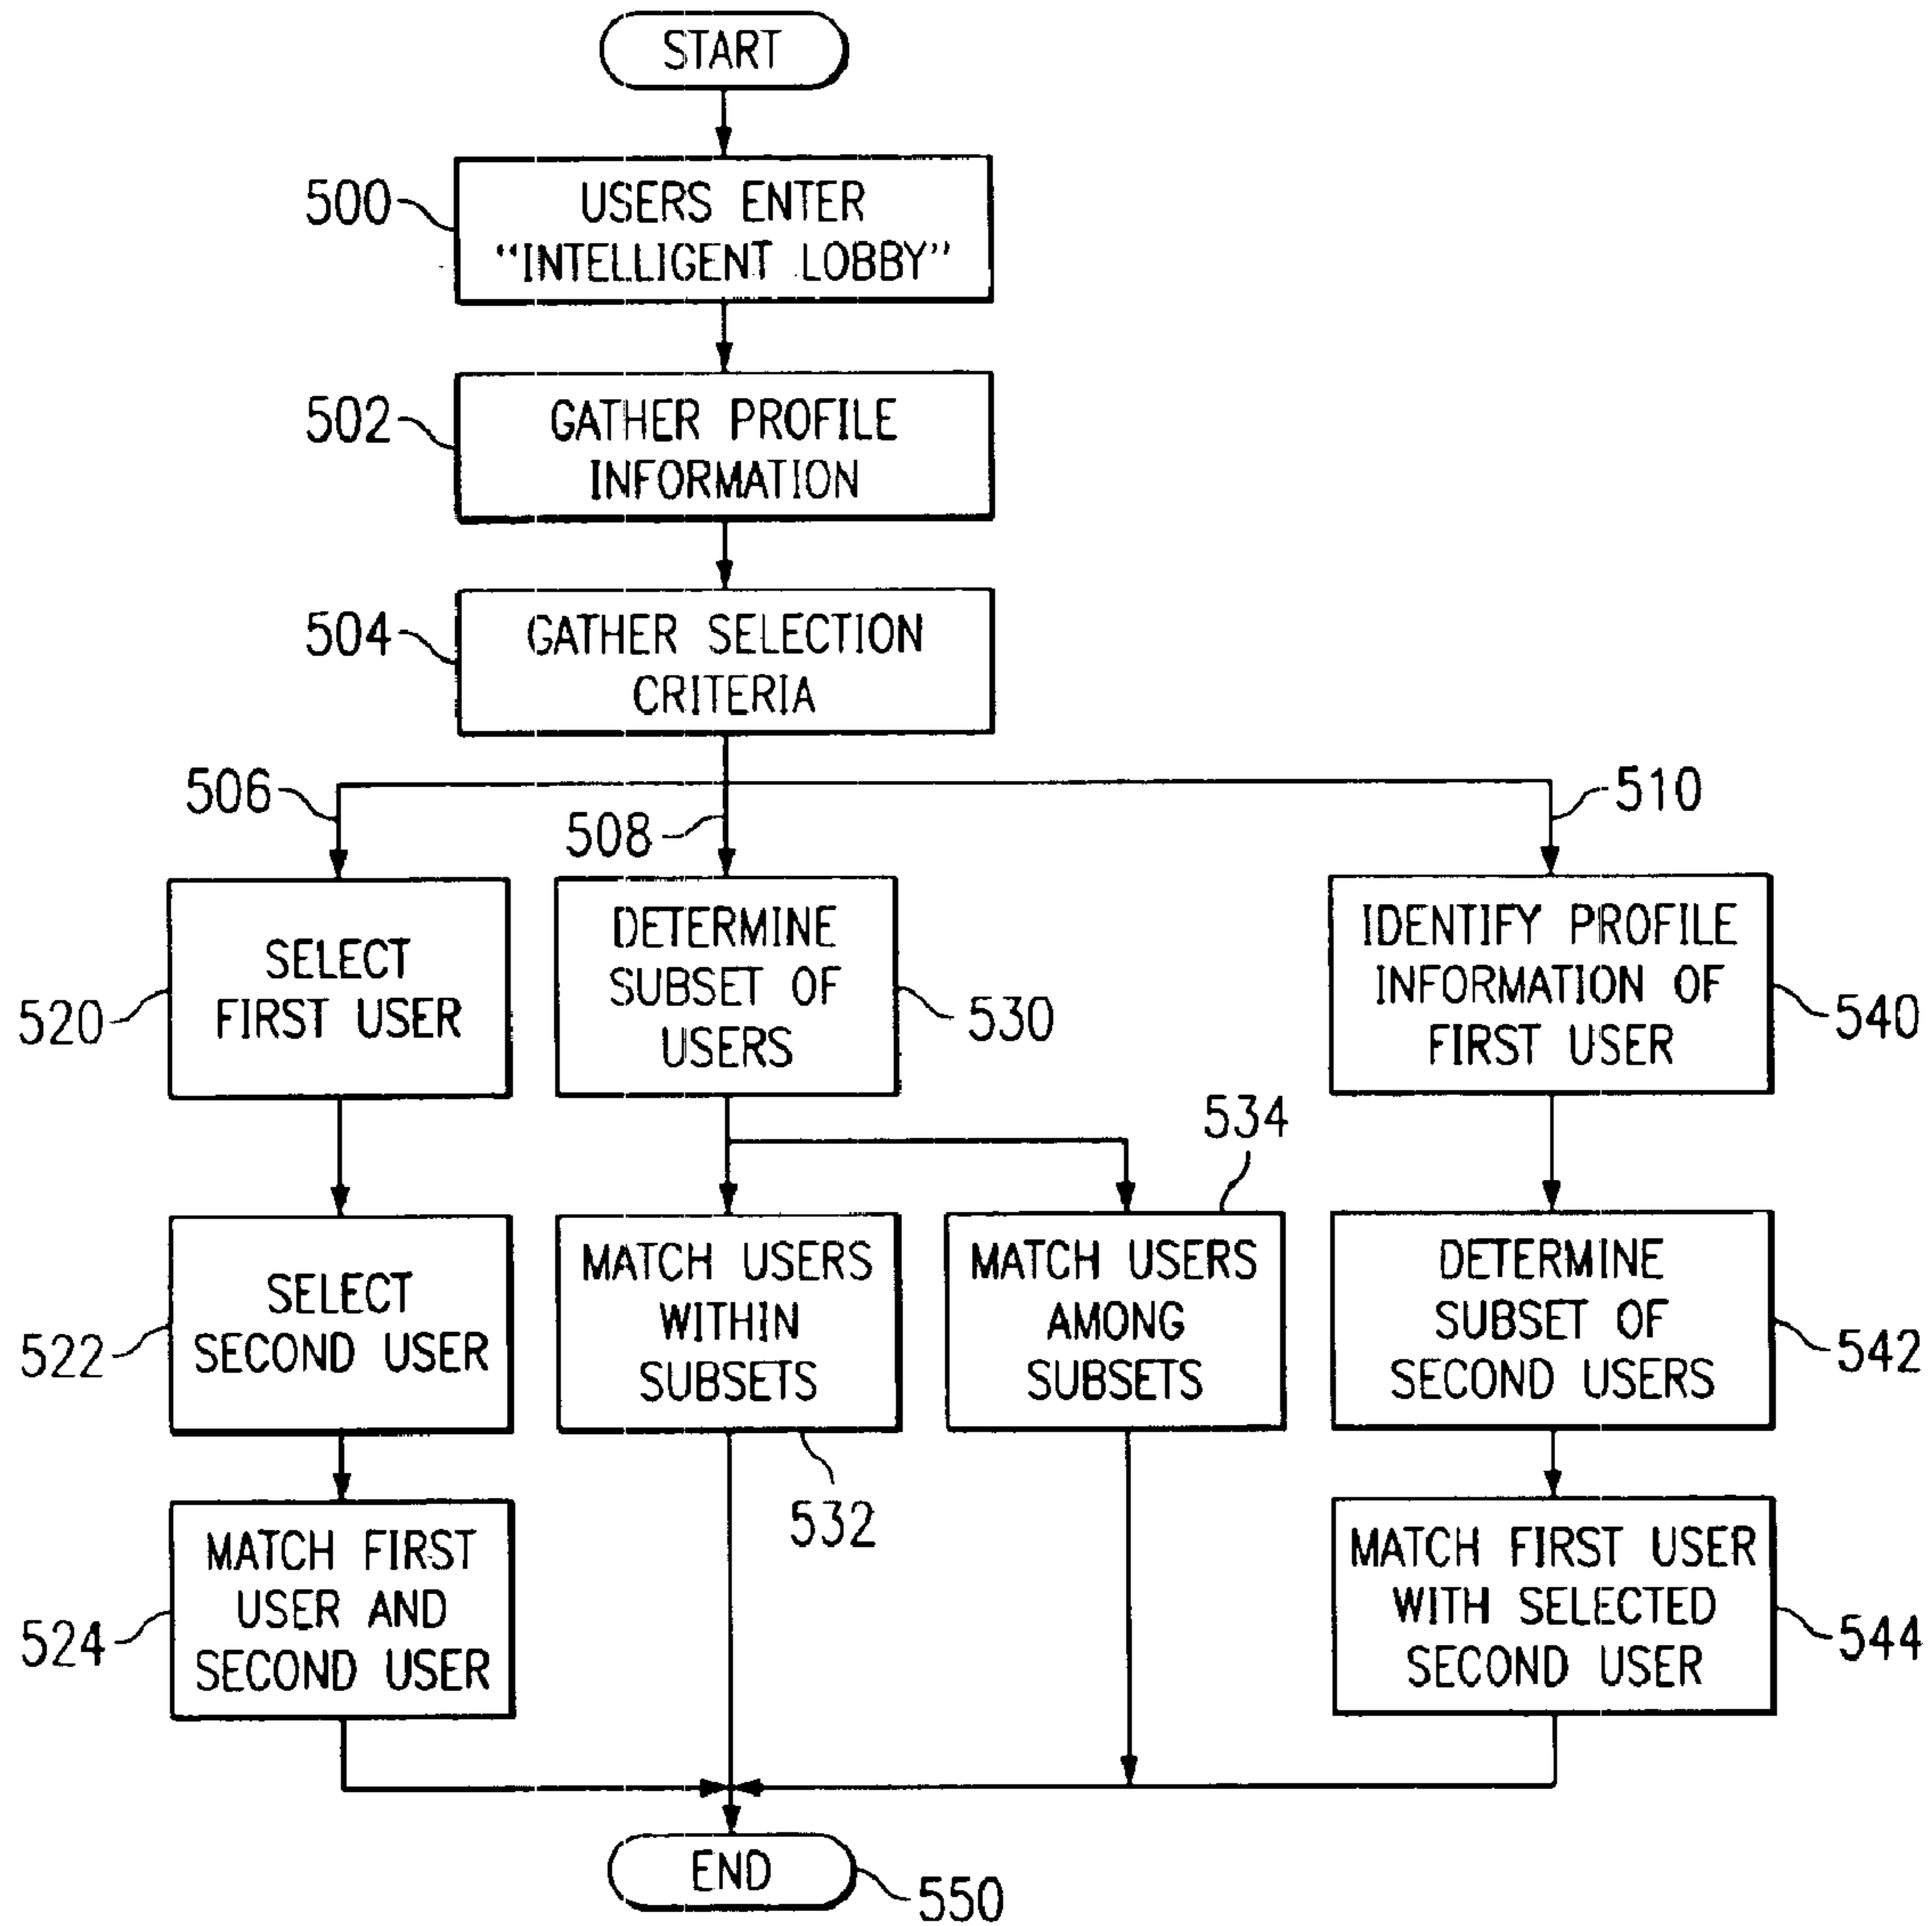 START
500
USERS ENTER
“INTELLIGENT LOBBY”
502
GATHER PROFILE
INFORMATION
504
GATHER SELECTION
CRITERIA
506
508
510
SELECT
FIRST USER
520
DETERMINE
SUBSET OF
USERS
530
IDENTIFY PROFILE
INFORMATION OF
FIRST USER
540
534
SELECT
SECOND USER
522
MATCH USERS
WITHIN
SUBSETS
532
MATCH USERS
AMONG
SUBSETS
DETERMINE
SUBSET OF
SECOND USERS
542
MATCH FIRST
USER AND
SECOND USER
524
MATCH FIRST USER
WITH SELECTED
SECOND USER
544
END
550